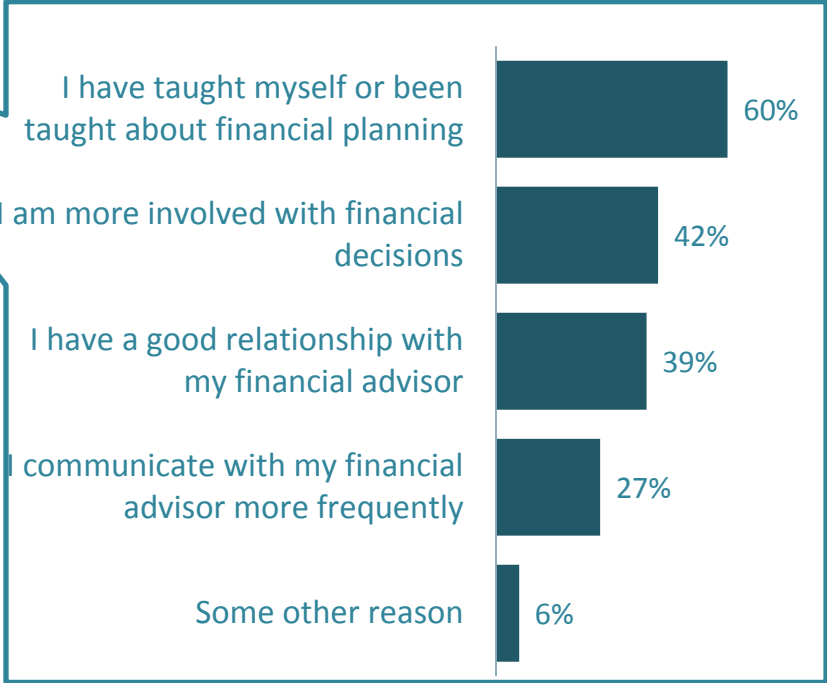 I have taught myself or been
taught about financial planning
60%
I am more involved with financial
decisions
42%
I have a good relationship with
my financial advisor
39%
I communicate with my financial
advisor more frequently
27%
Some other reason
6%